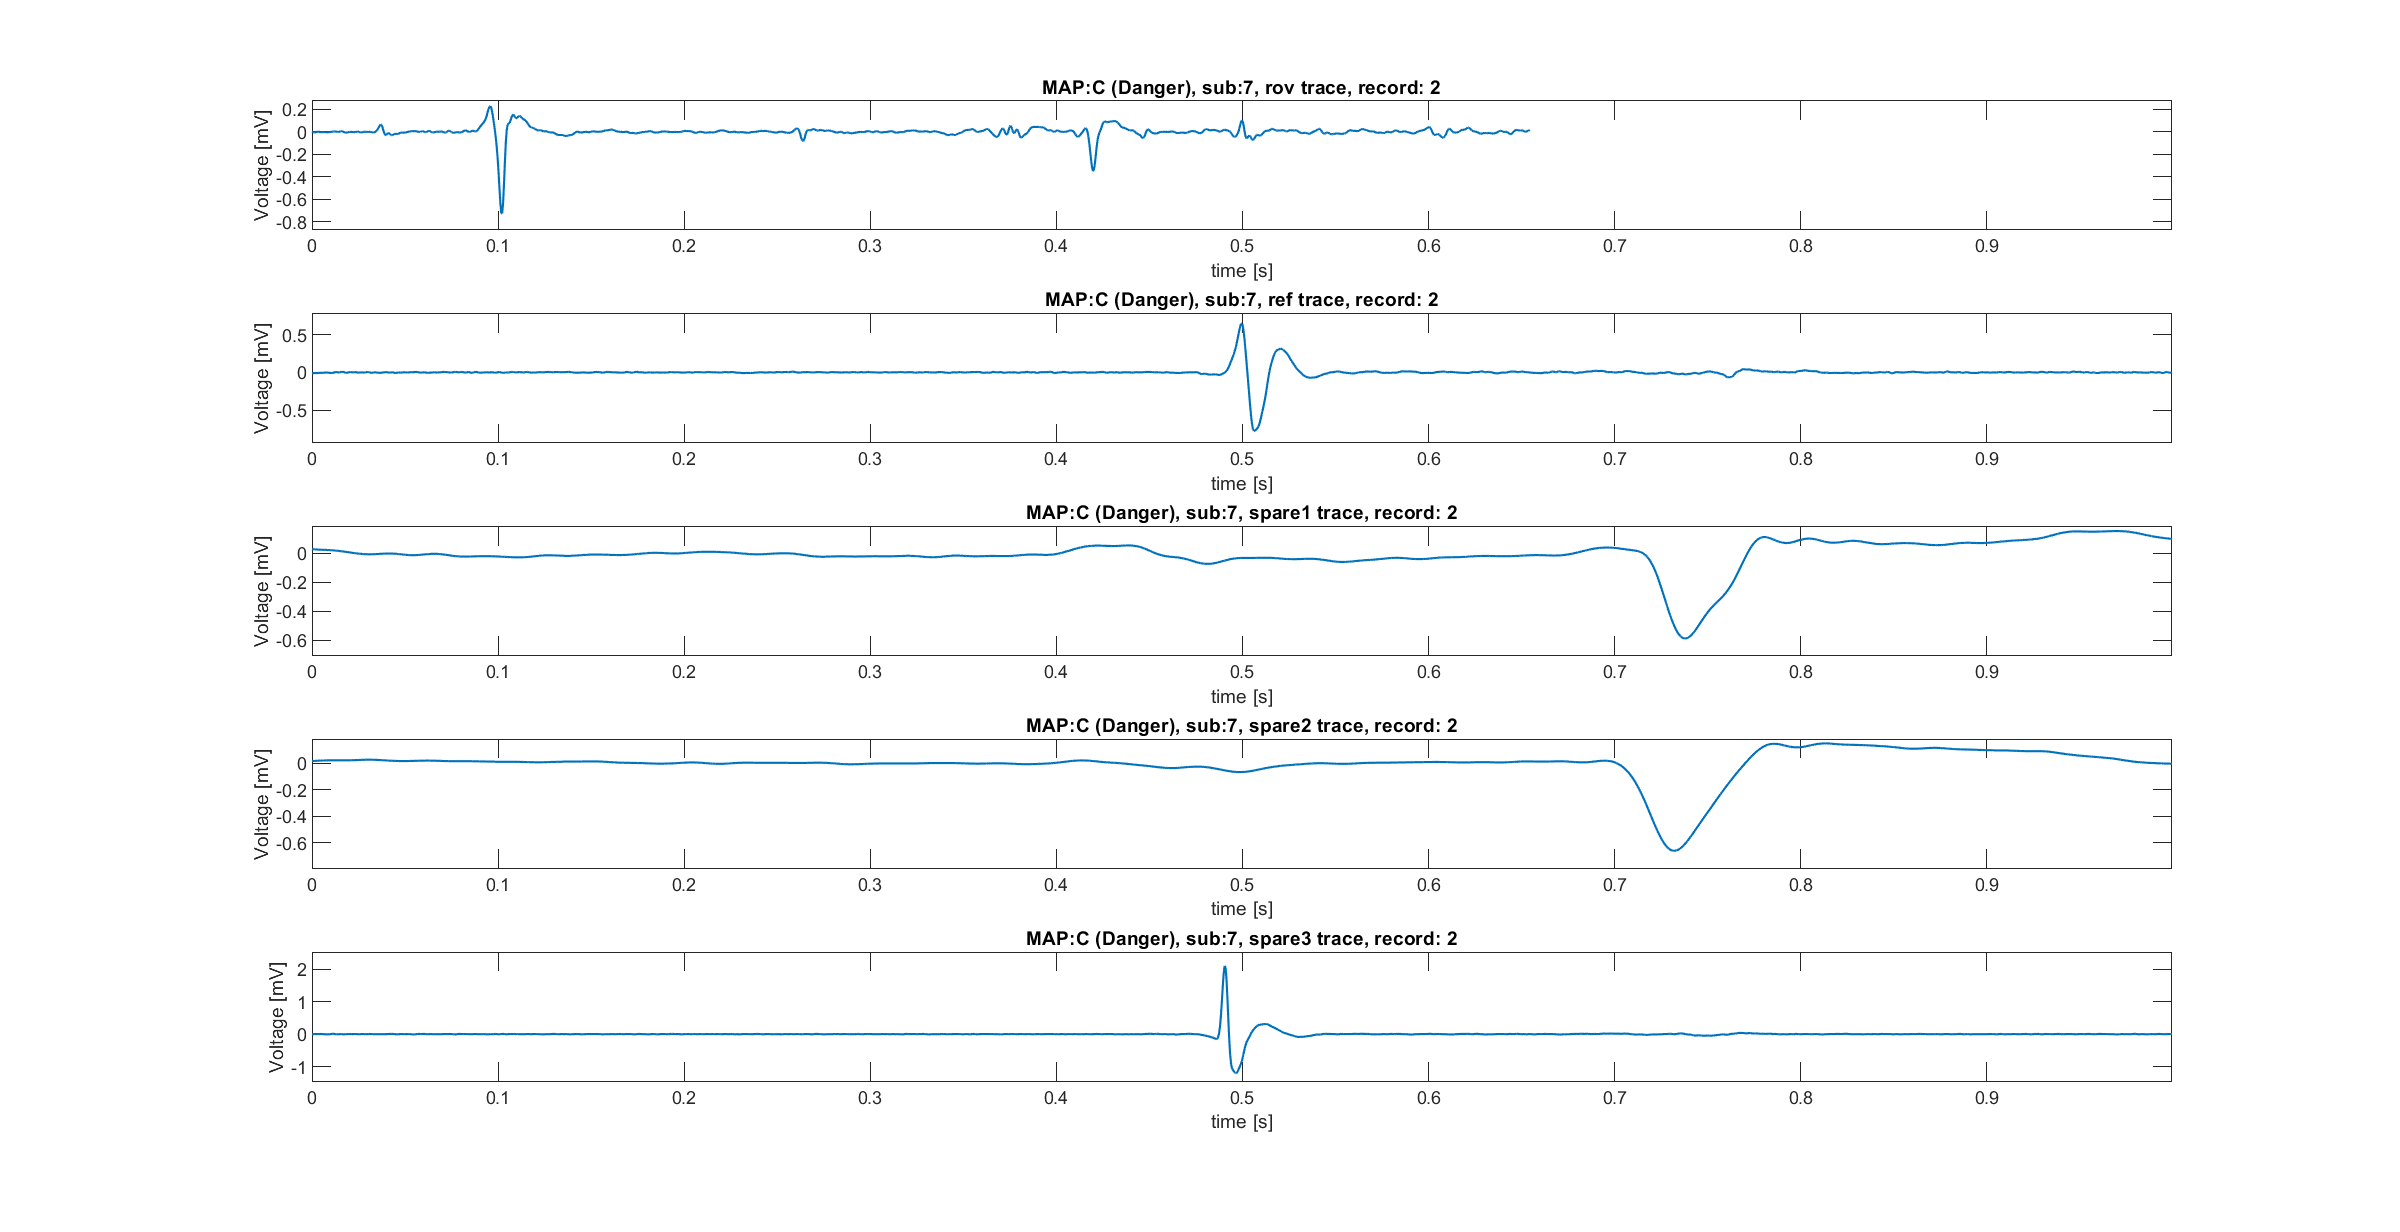 MAP:C (Danger), sub:7, rov trace, record: 2
Voltage [mV]
0.2
0
-0.2
-0.4
-0.6
-0.8
0 0.1 0.2 0.3 0.4 0.5 0.6 0.7 0.8 0.9
time [s]
MAP:C (Danger), sub:7, ref trace, record: 2
Voltage [mV]
0.5
0
-0.5
0 0.1 0.2 0.3 0.4 0.5 0.6 0.7 0.8 0.9
time [s]
MAP:C (Danger), sub:7, spare1 trace, record: 2
Voltage [mV]
0
-0.2
-0.4
-0.6
0 0.1 0.2 0.3 0.4 0.5 0.6 0.7 0.8 0.9
time [s]
MAP:C (Danger), sub:7, spare2 trace, record: 2
Voltage [mV]
0
-0.2
-0.4
-0.6
0 0.1 0.2 0.3 0.4 0.5 0.6 0.7 0.8 0.9
time [s]
MAP:C (Danger), sub:7, spare3 trace, record: 2
Voltage [mV]
2
1
0
-1
0 0.1 0.2 0.3 0.4 0.5 0.6 0.7 0.8 0.9
time [s]